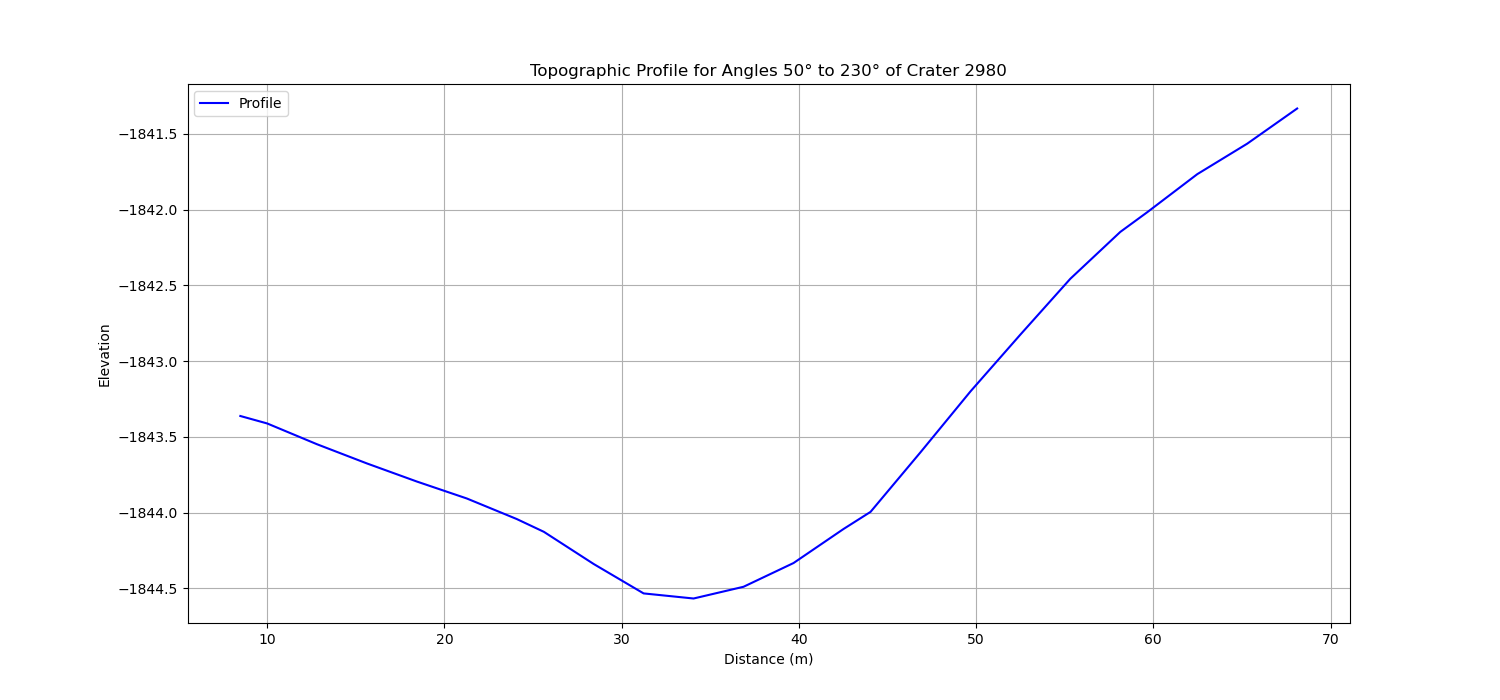 Topographic Profile for Angles 50° to 230° of Crater 2980
Profile
−1841.5
−1842.0
−1842.5
−1843.0
−1843.5
−1844.0
−1844.5
Elevation
10 20 30 40 50 60 70
Distance (m)